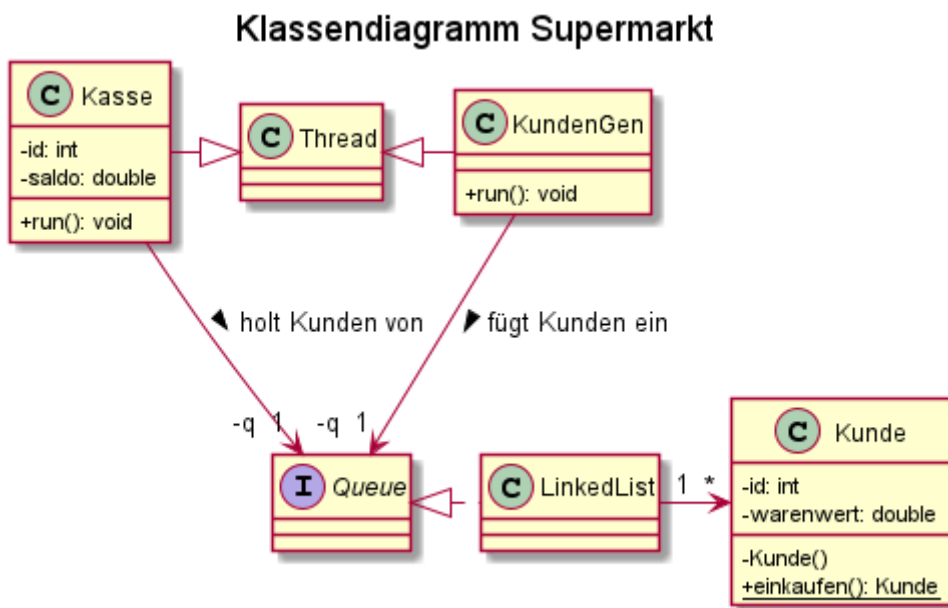 Klassendiagramm Supermarkt
C Kasse
-id: int
-saldo: double
+run(): void
C Thread
C KundenGen
+run(): void
holt Kunden von
fügt Kunden ein
-q 1
-q 1
I Queue
C LinkedList
1 *
C Kunde
-id: int
-warenwert: double
-Kunde()
+einkaufen(): Kunde